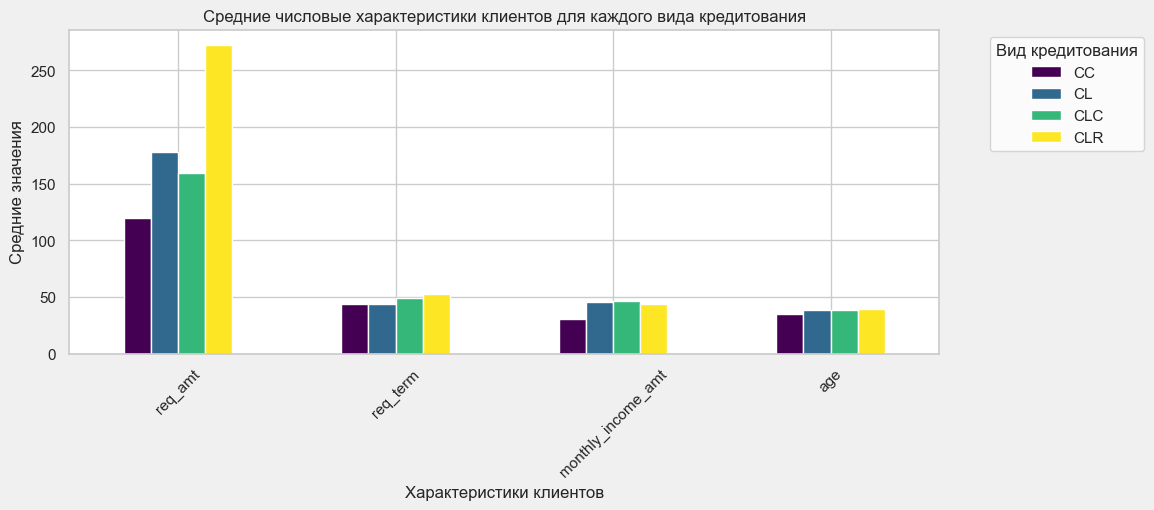 Средние числовые характеристики клиентов для каждого вида кредитования
Средние значения
250
200
150
100
50
0
req_amt
req_term
monthly_income_amt
age
Характеристики клиентов
Вид кредитования
CC
CL
CLC
CLR